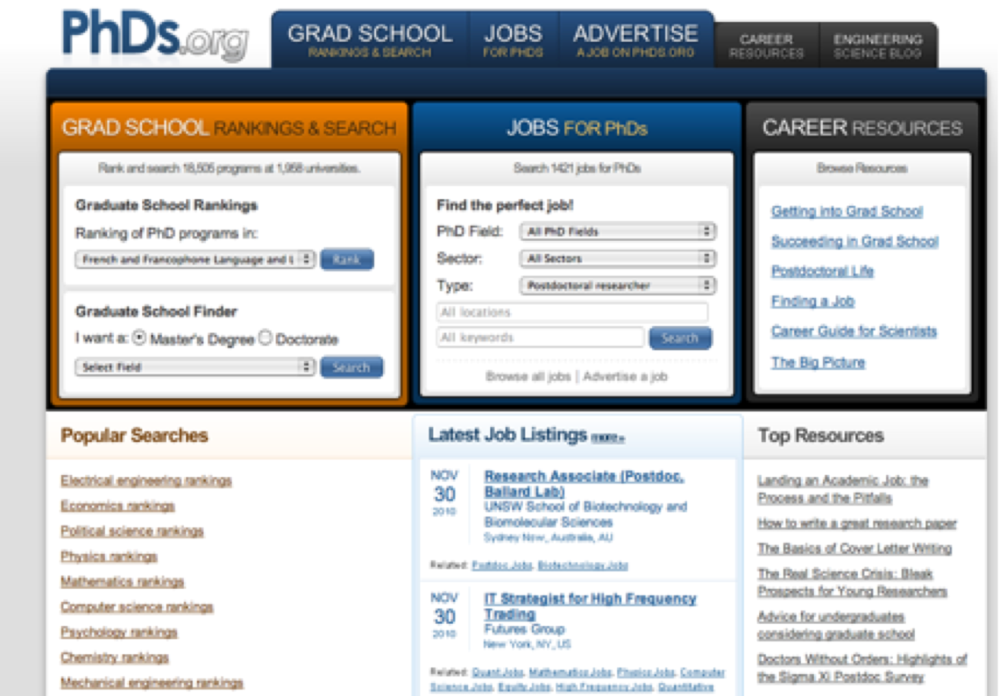 PhDs.org
GRAD SCHOOL
RANKINGS & SEARCH
JOBS
FOR PHDS
ADVERTISE
A JOB ON PHDS.ORG
CAREER
RESOURCES
ENGINEERING
SCIENCE BLOG
GRAD SCHOOL RANKINGS & SEARCH
Rank and search 18,505 programs at 1,958 universities.
Graduate School Rankings
Ranking of PhD programs in:
French and Francophone Language and L
Rank
Graduate School Finder
I want a: Master's Degree Doctorate
Select Field
Search
JOBS FOR PhDs
Search 1421 jobs for PhDs
Find the perfect job!
PhD Field: All PhD Fields
Sector: All Sectors
Type: Postdoctoral researcher
All locations
All keywords
Search
Browse all jobs | Advertise a job
CAREER RESOURCES
Browse Resources
Getting into Grad School
Succeeding in Grad School
Postdoctoral Life
Finding a Job
Career Guide for Scientists
The Big Picture
Popular Searches
Electrical engineering rankings
Economics rankings
Political science rankings
Physics rankings
Mathematics rankings
Computer science rankings
Psychology rankings
Chemistry rankings
Mechanical engineering rankings
Latest Job Listings more »
NOV
30
2010
Research Associate (Postdoc,
Ballard Lab)
UNSW School of Biotechnology and
Biomolecular Sciences
Sydney New, Australia, AU
Related: Postdoc Jobs, Biotechnology Jobs
NOV
30
2010
IT Strategist for High Frequency
Trading
Futures Group
New York, NY, US
Related: Quant Jobs, Mathematics Jobs, Physics Jobs, Computer
Science Jobs, Equity Jobs, High Frequency Jobs, Quantitative
Top Resources
Landing an Academic Job: the
Process and the Pitfalls
How to write a great research paper
The Basics of Cover Letter Writing
The Real Science Crisis: Bleak
Prospects for Young Researchers
Advice for undergraduates
considering graduate school
Doctors Without Orders: Highlights of
the Sigma Xi Postdoc Survey